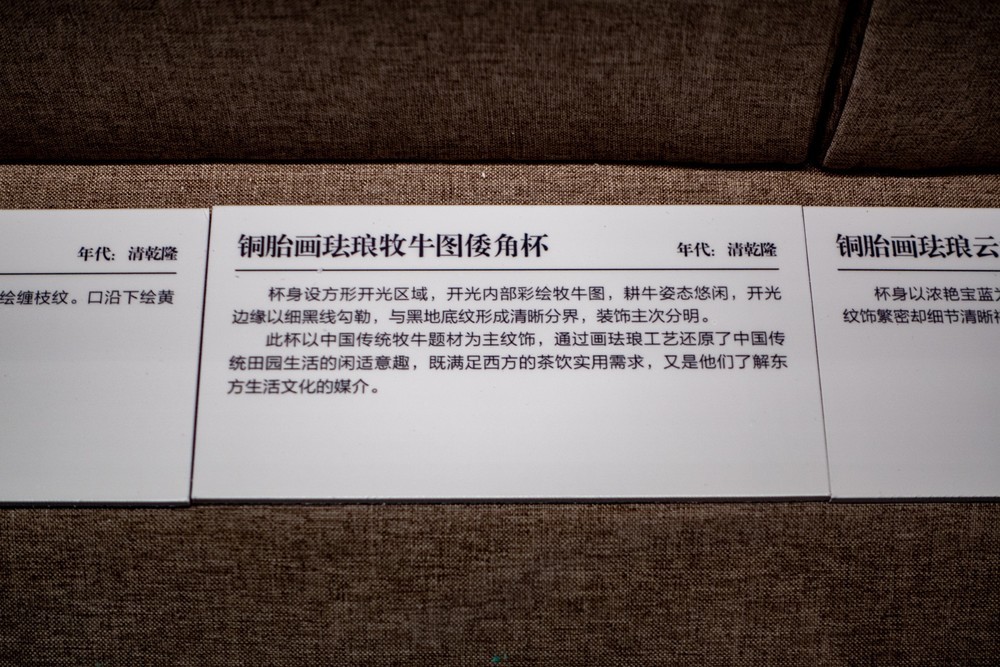 年代：清乾隆
绘缠枝纹。口沿下绘黄
铜胎画珐琅牧牛图倭角杯
年代：清乾隆
杯身设方形开光区域，开光内部彩绘牧牛图，耕牛姿态悠闲，开光
边缘以细黑线勾勒，与黑地底纹形成清晰分界，装饰主次分明。
此杯以中国传统牧牛题材为主纹饰，通过画珐琅工艺还原了中国传
统田园生活的闲适意趣，既满足西方的茶饮实用需求，又是他们了解东
方生活文化的媒介。
铜胎画珐琅云
杯身以浓艳宝蓝
纹饰繁密却细节清晰